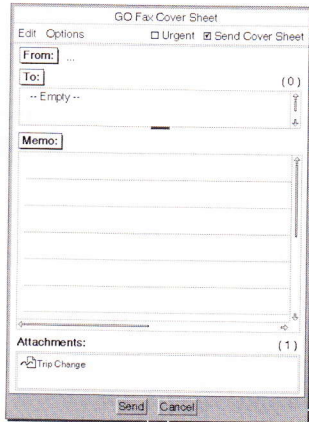 GO Fax Cover Sheet
Edit Options Urgent Send Cover Sheet
From: ...
To: (0)
-- Empty --
Memo:
Attachments: (1)
Trip Change
Send Cancel